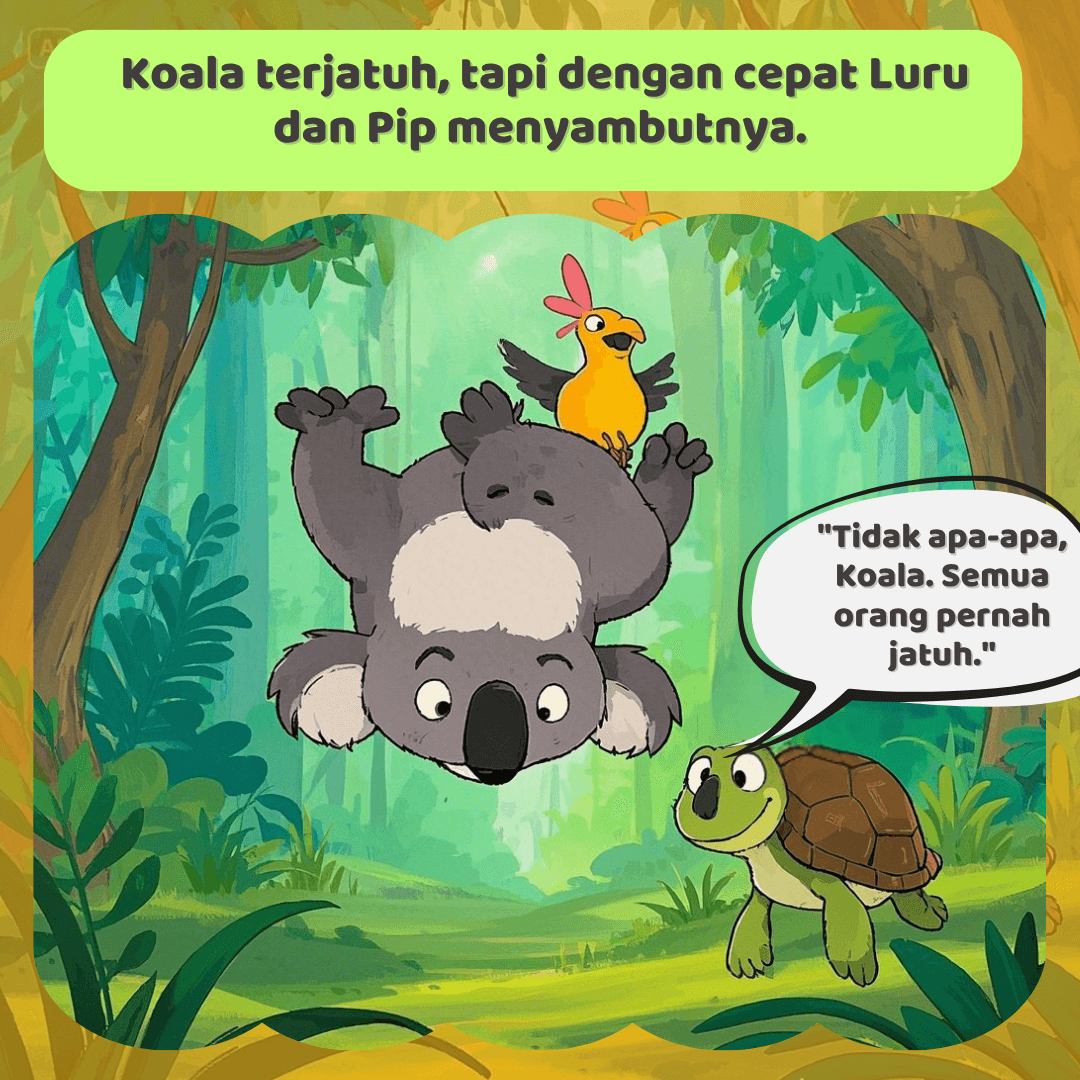 Koala terjatuh, tapi dengan cepat Luru
dan Pip menyambutnya.
"Tidak apa-apa,
Koala. Semua
orang pernah
jatuh."